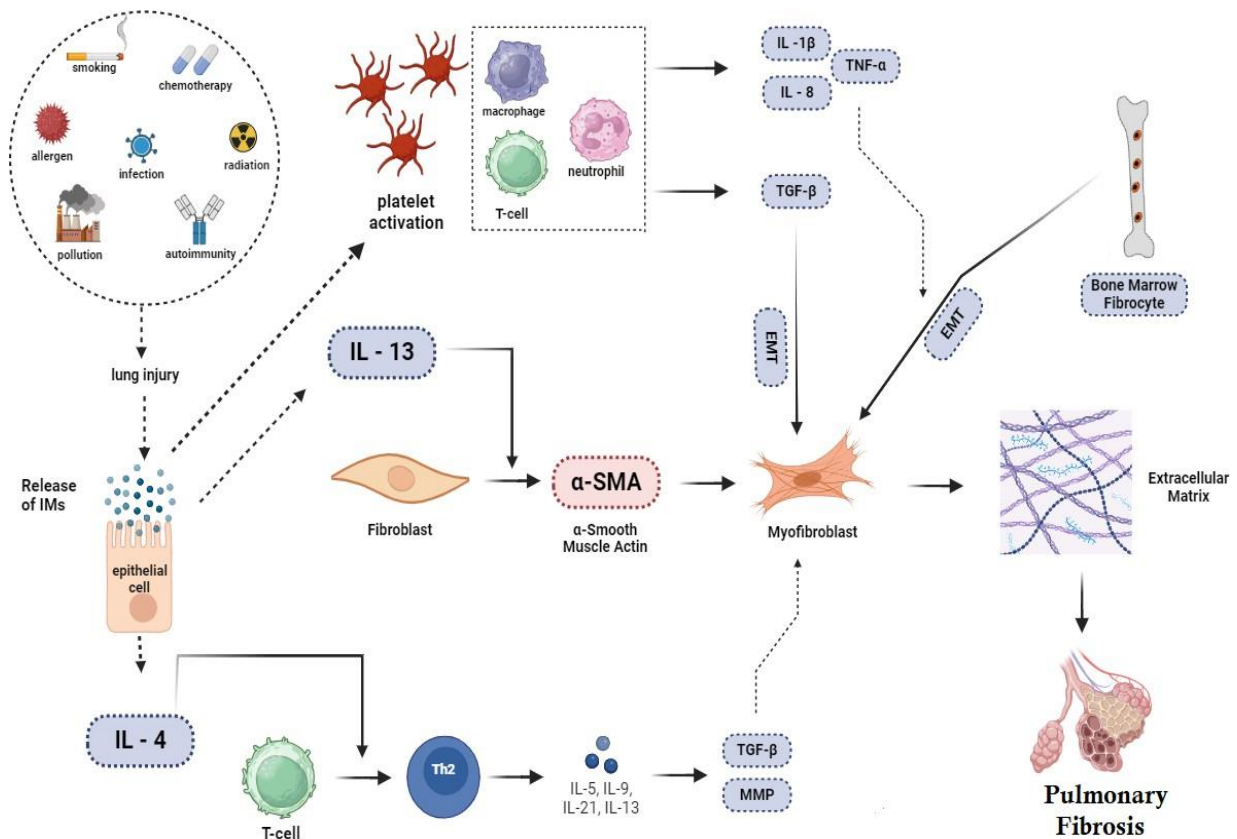 smoking
chemotherapy
allergen
infection
radiation
pollution
autoimmunity
lung injury
Release
of IMs
epithelial
cell
IL - 4
platelet
activation
macrophage
neutrophil
T-cell
IL -1β
TNF-α
IL - 8
TGF-β
EMT
EMT
Bone Marrow
Fibrocyte
IL - 13
Fibroblast
α-SMA
α-Smooth
Muscle Actin
Myofibroblast
Extracellular
Matrix
T-cell
Th2
IL-5, IL-9,
IL-21, IL-13
TGF-β
MMP
Pulmonary
Fibrosis